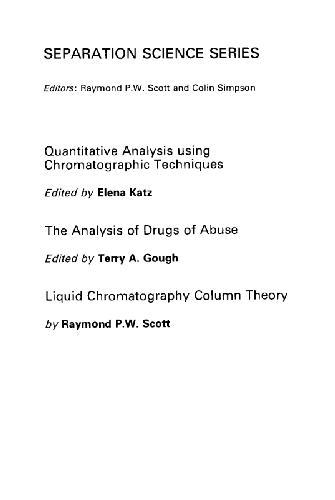 SEPARATION SCIENCE SERIES
Editors: Raymond P.W. Scott and Colin Simpson
Quantitative Analysis using
Chromatographic Techniques
Edited by Elena Katz
The Analysis of Drugs of Abuse
Edited by Terry A. Gough
Liquid Chromatography Column Theory
by Raymond P.W. Scott